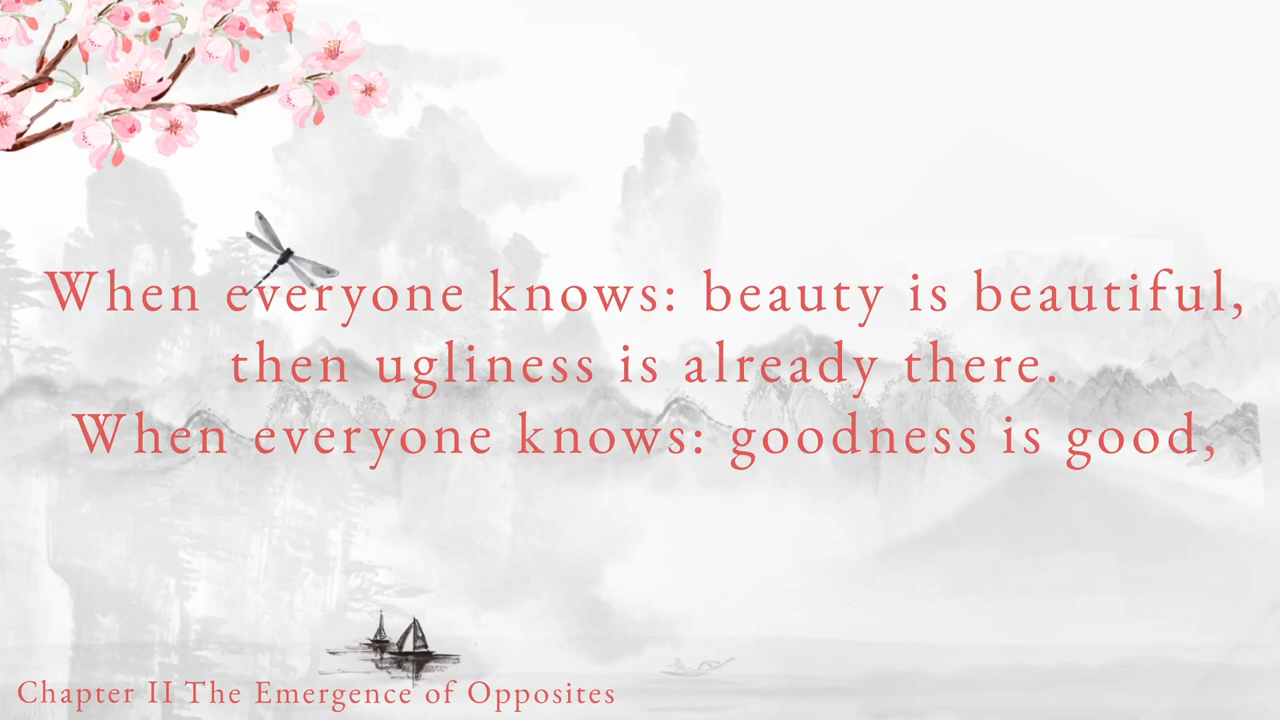 When everyone knows: beauty is beautiful,
then ugliness is already there.
When everyone knows: goodness is good,
Chapter II The Emergence of Opposites